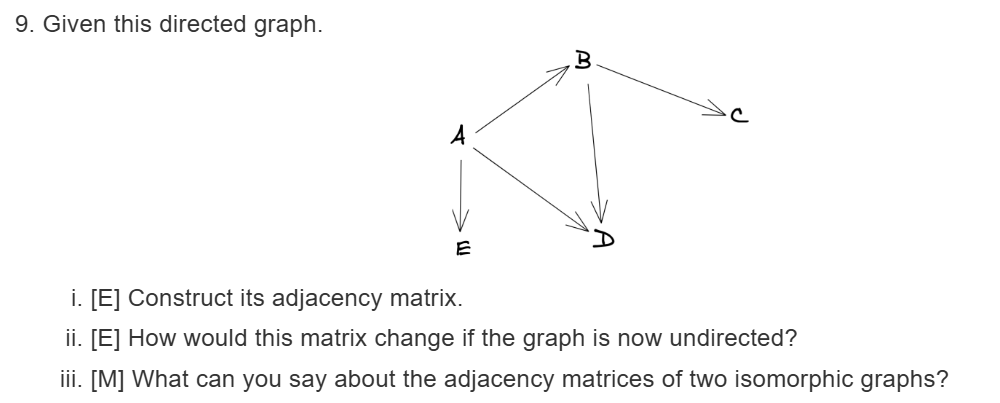 9. Given this directed graph.
B
C
A
E
D
i. [E] Construct its adjacency matrix.
ii. [E] How would this matrix change if the graph is now undirected?
iii. [M] What can you say about the adjacency matrices of two isomorphic graphs?